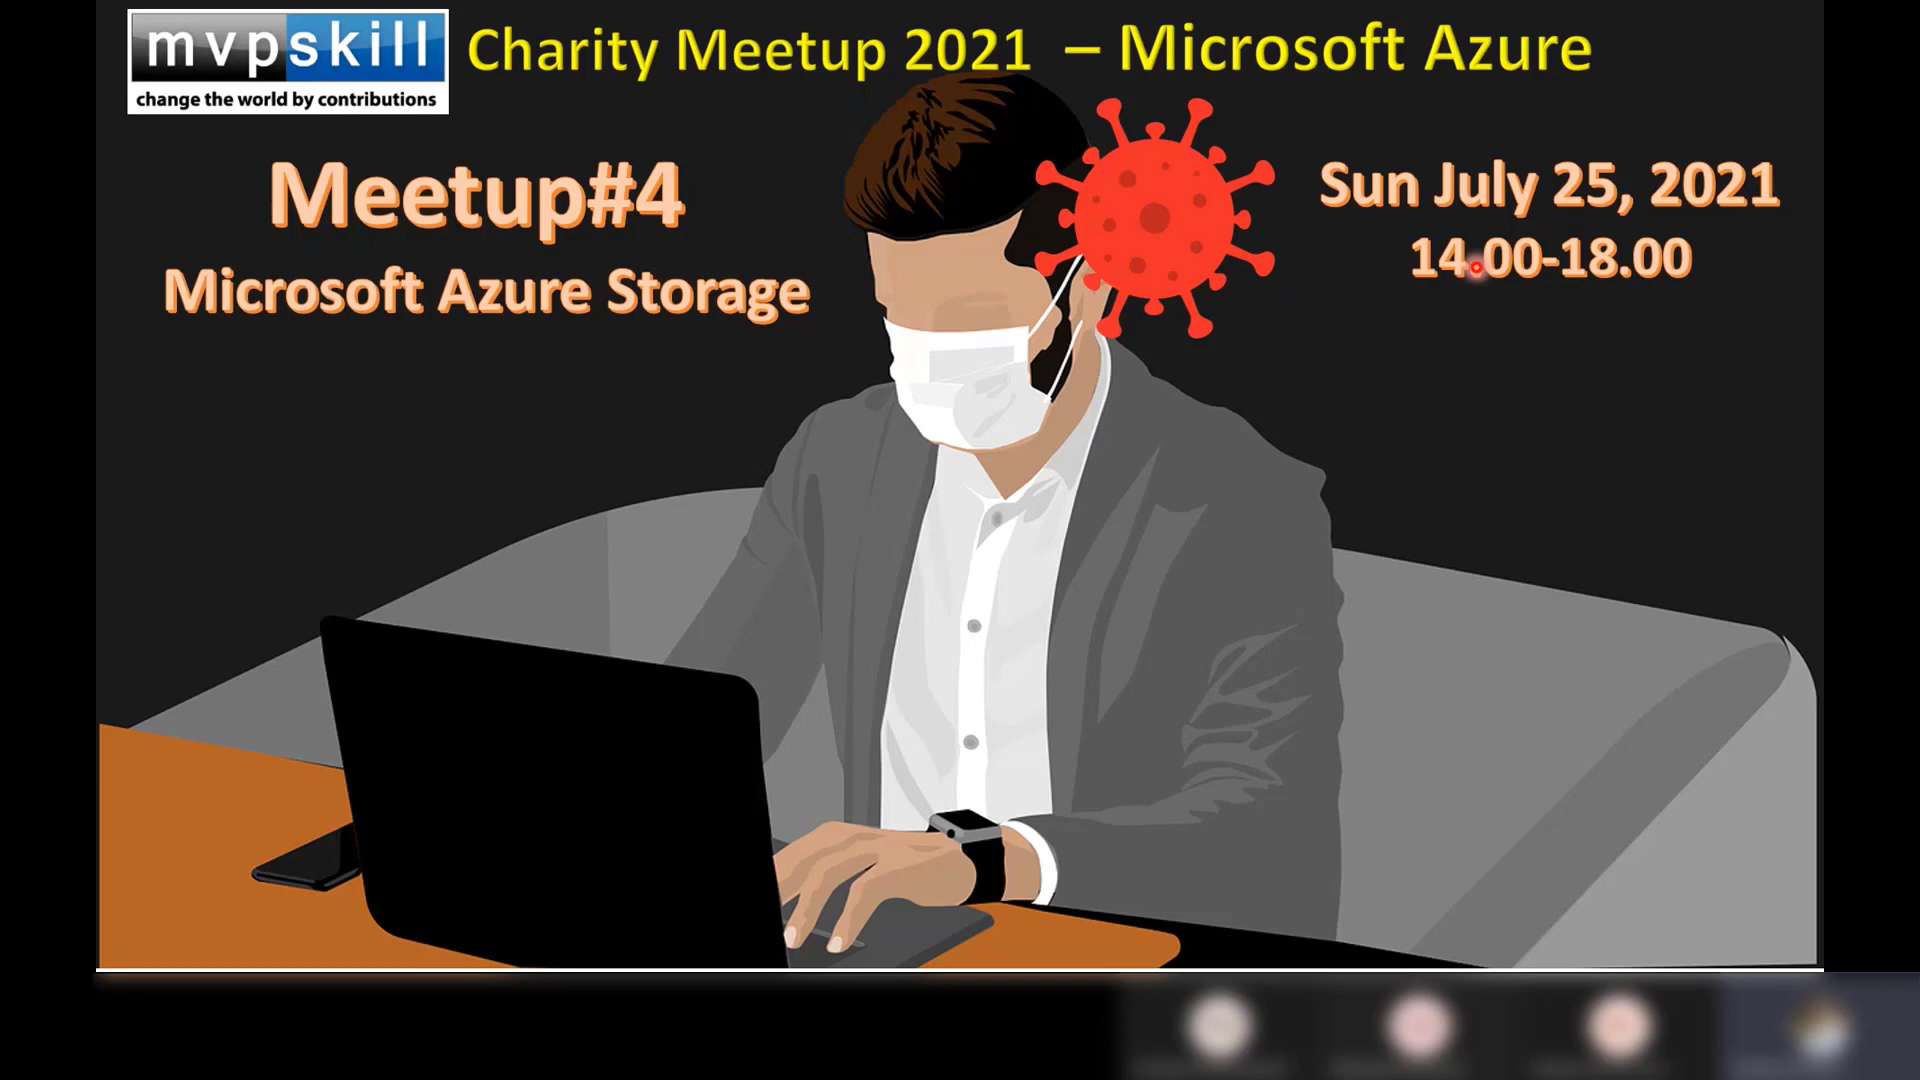 mvpskill
change the world by contributions
Charity Meetup 2021 – Microsoft Azure
Meetup#4
Microsoft Azure Storage
Sun July 25, 2021
14.00-18.00